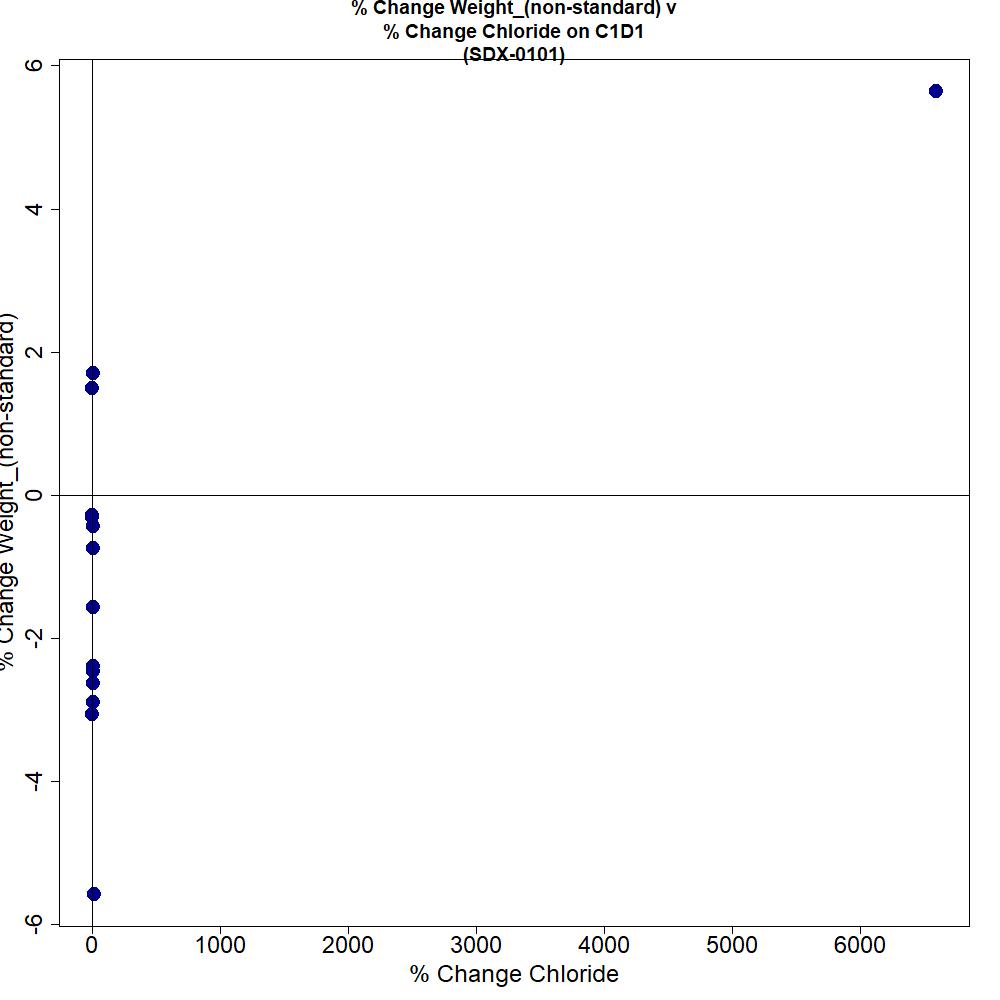 % Change Weight_(non-standard) v
% Change Chloride on C1D1
(SDX-0101)
6
4
2
0
-2
-4
-6
% Change Weight_(non-standard)
0 1000 2000 3000 4000 5000 6000
% Change Chloride